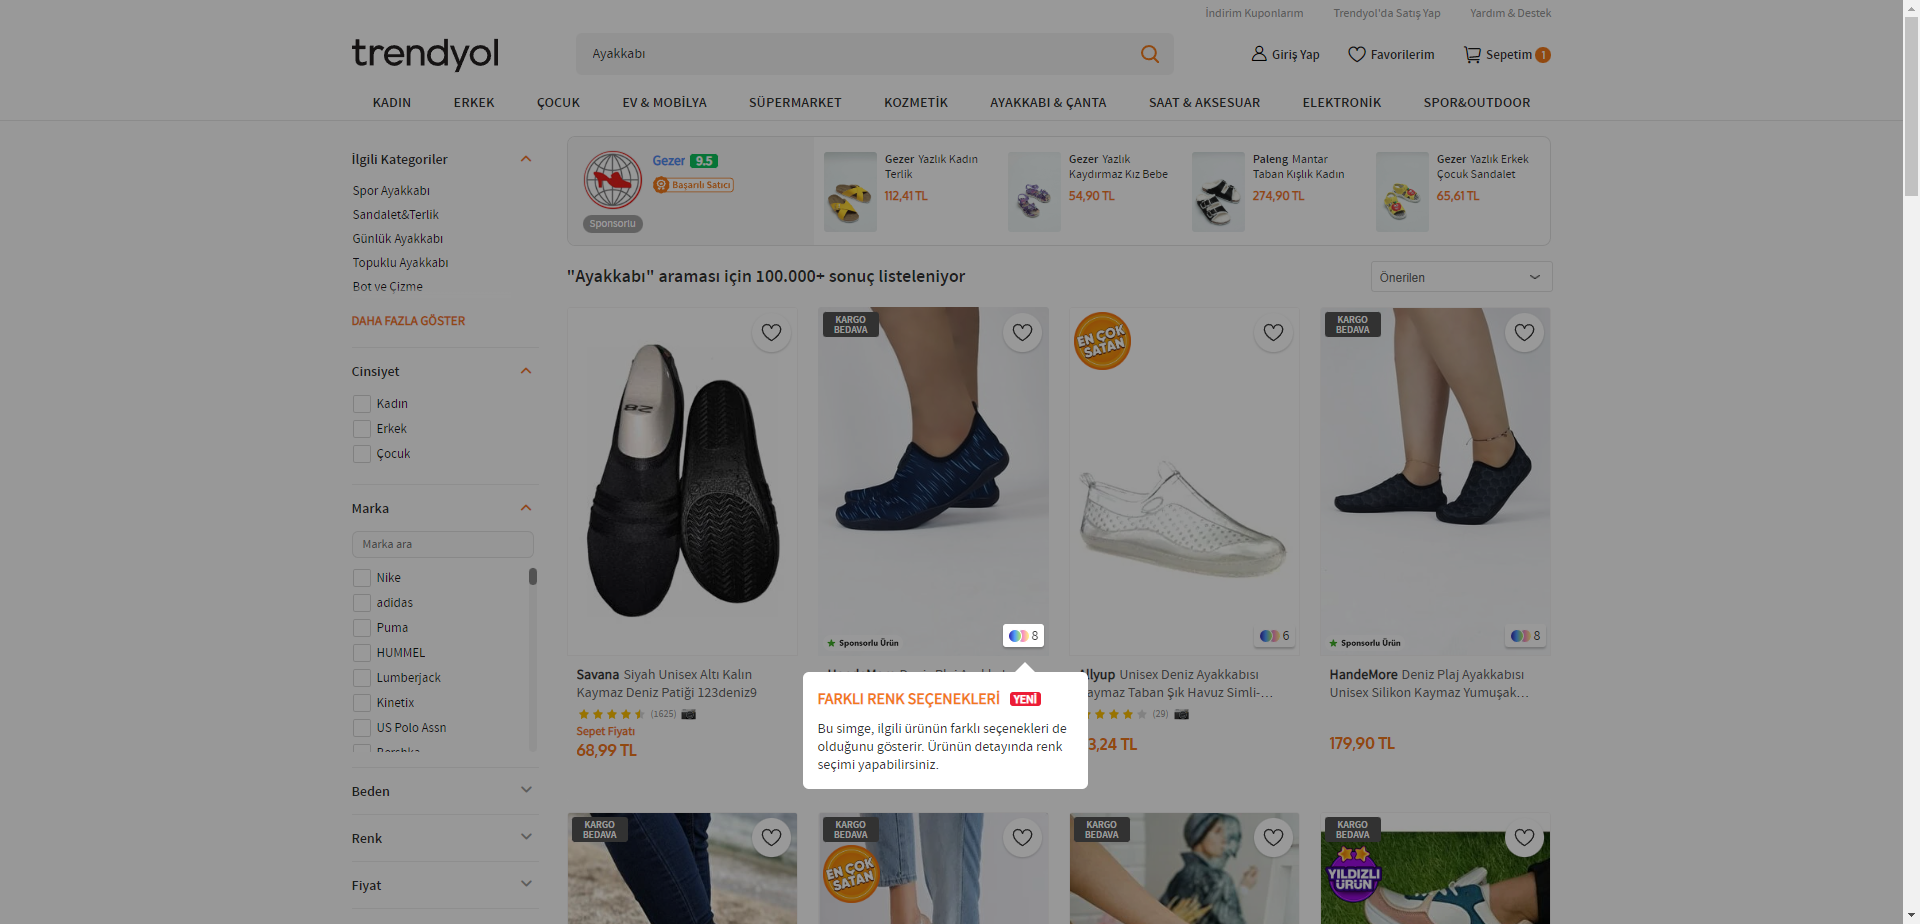 İndirim Kuponlarım
Trendyol'da Satış Yap
Yardım & Destek
trendyol
Ayakkabı
Giriş Yap
Favorilerim
Sepetim 1
KADIN
ERKEK
ÇOCUK
EV & MOBİLYA
SÜPERMARKET
KOZMETİK
AYAKKABI & ÇANTA
SAAT & AKSESUAR
ELEKTRONİK
SPOR&OUTDOOR
İlgili Kategoriler
Spor Ayakkabı
Sandalet&Terlik
Günlük Ayakkabı
Topuklu Ayakkabı
Bot ve Çizme
DAHA FAZLA GÖSTER
Cinsiyet
Kadın
Erkek
Çocuk
Marka
Marka ara
Nike
adidas
Puma
HUMMEL
Lumberjack
Kinetix
US Polo Assn
Bershka
Beden
Renk
Fiyat
Gezer 9.5
Başarılı Satıcı
Sponsorlu
Gezer Yazlık Kadın
Terlik
112,41 TL
Gezer Yazlık
Kaydırmaz Kız Bebe
54,90 TL
Paleng Mantar
Taban Kışlık Kadın
274,90 TL
Gezer Yazlık Erkek
Çocuk Sandalet
65,61 TL
"Ayakkabı" araması için 100.000+ sonuç listeleniyor
Önerilen
28
Savana Siyah Unisex Altı Kalın
Kaymaz Deniz Patiği 123deniz9
(1625)
Sepet Fiyatı
68,99 TL
KARGO
BEDAVA
Sponsorlu Ürün
8
HandeMore Deniz Plaj
FARKLI RENK SEÇENEKLERİ YENİ
Bu simge, ilgili ürünün farklı seçenekleri de
olduğunu gösterir. Ürünün detayında renk
seçimi yapabilirsiniz.
EN ÇOK
SATAN
6
llyup Unisex Deniz Ayakkabısı
aymaz Taban Şık Havuz Simli-...
(29)
3,24 TL
KARGO
BEDAVA
Sponsorlu Ürün
8
HandeMore Deniz Plaj Ayakkabısı
Unisex Silikon Kaymaz Yumuşak...
179,90 TL
KARGO
BEDAVA
KARGO
BEDAVA
EN ÇOK
SATAN
KARGO
BEDAVA
KARGO
BEDAVA
YILDIZLI
ÜRÜN